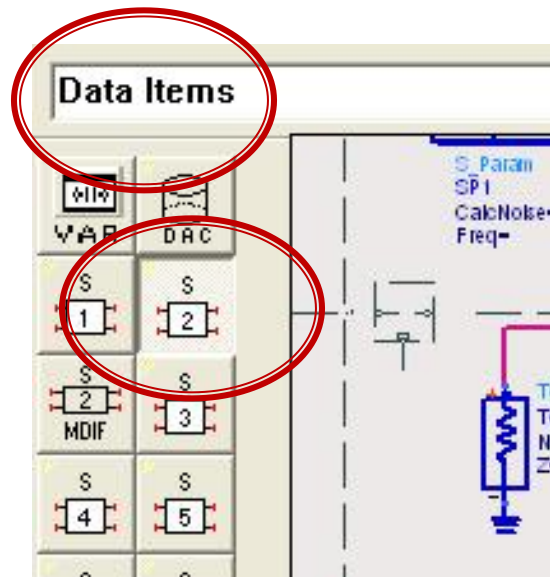 Data Items
VAR
DAC
S
1
S
2
S
2
MDIF
S
3
S
4
S
5
S
S
S_Param
SP1
CalcNoise=
Freq=
T
T
N
Z